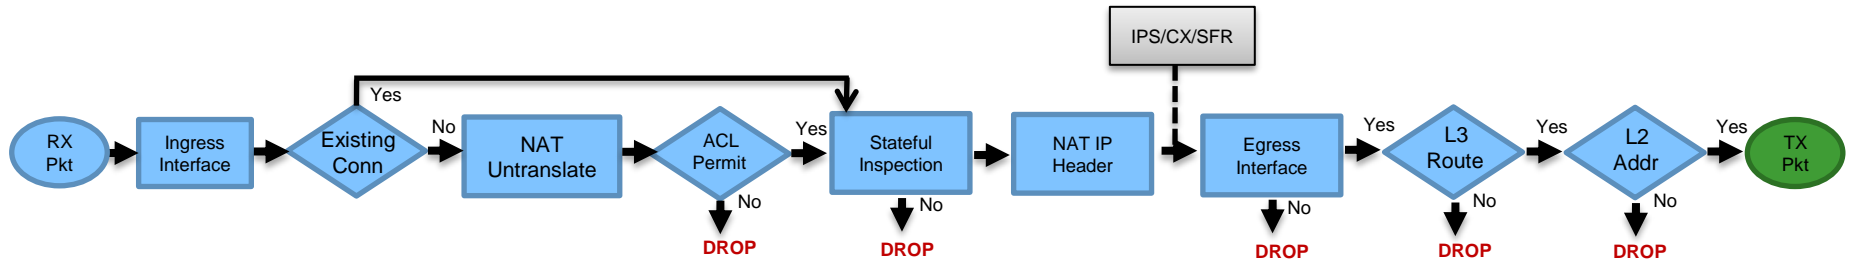 IPS/CX/SFR
Yes
RX
Pkt
Ingress
Interface
Existing
Conn
No
NAT
Untranslate
ACL
Permit
Yes
No
DROP
Stateful
Inspection
No
DROP
NAT IP
Header
Egress
Interface
Yes
No
DROP
L3
Route
Yes
No
DROP
L2
Addr
Yes
No
DROP
TX
Pkt